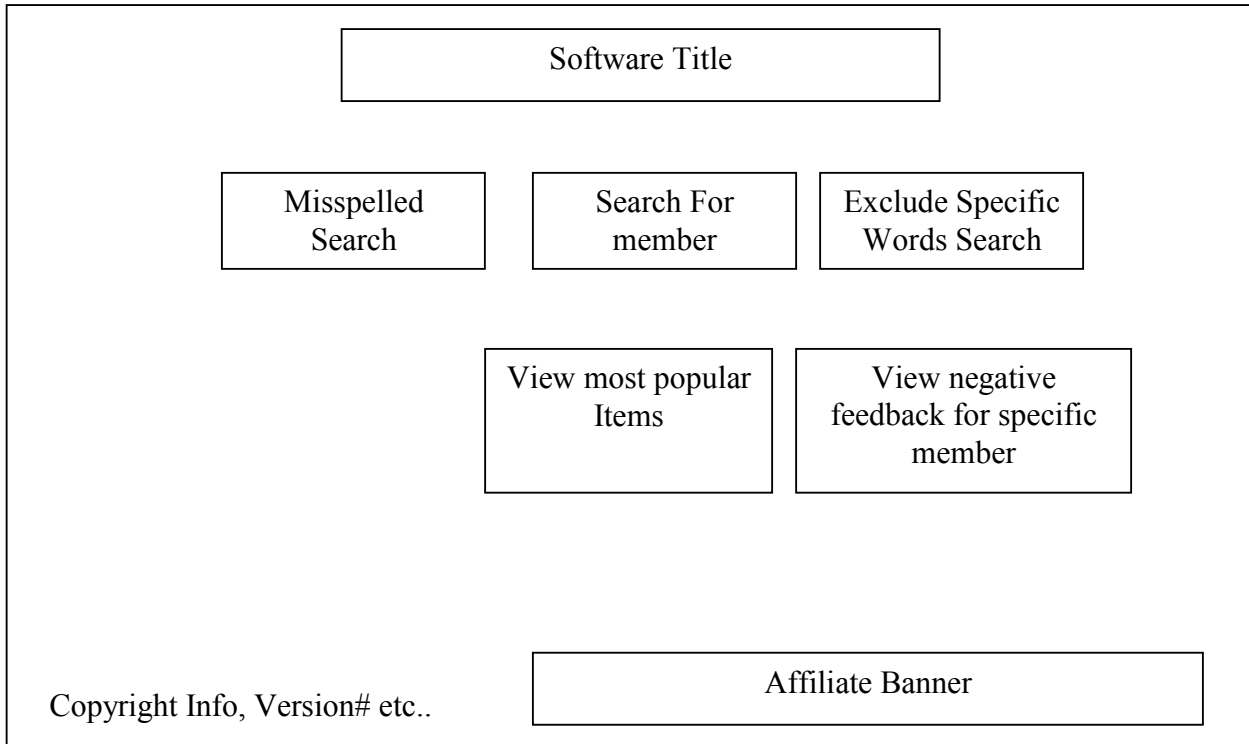 Software Title
Misspelled
Search
Search For
member
Exclude Specific
Words Search
View most popular
Items
View negative
feedback for specific
member
Affiliate Banner
Copyright Info, Version# etc..